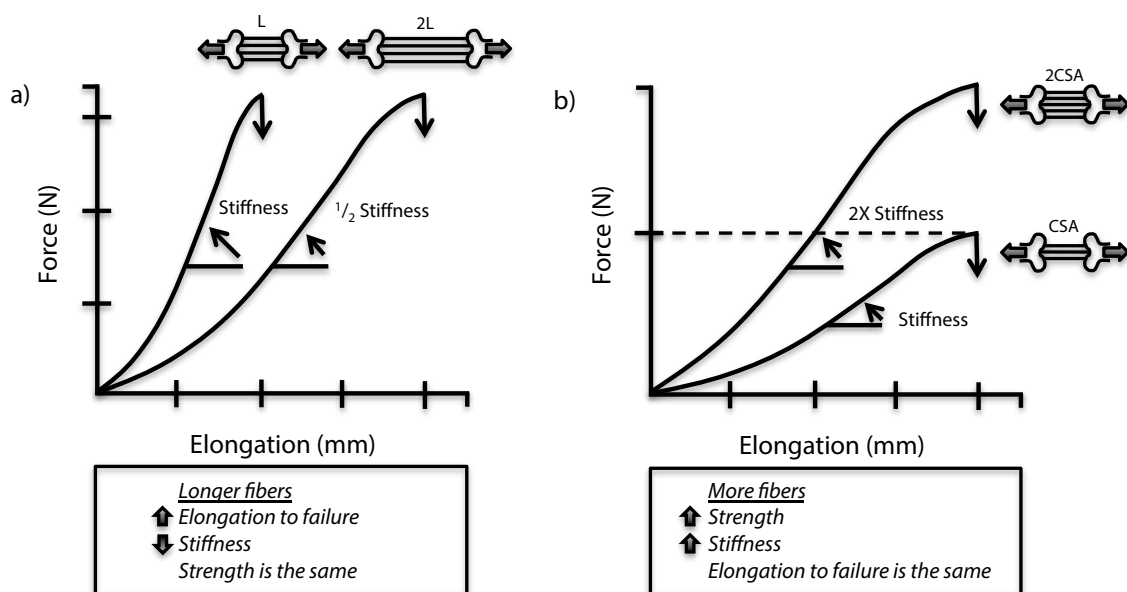 L
2L
a)
Force (N)
Stiffness
1/2 Stiffness
Elongation (mm)
Longer fibers
Elongation to failure
Stiffness
Strength is the same
b)
2CSA
Force (N)
2X Stiffness
CSA
Stiffness
Elongation (mm)
More fibers
Strength
Stiffness
Elongation to failure is the same